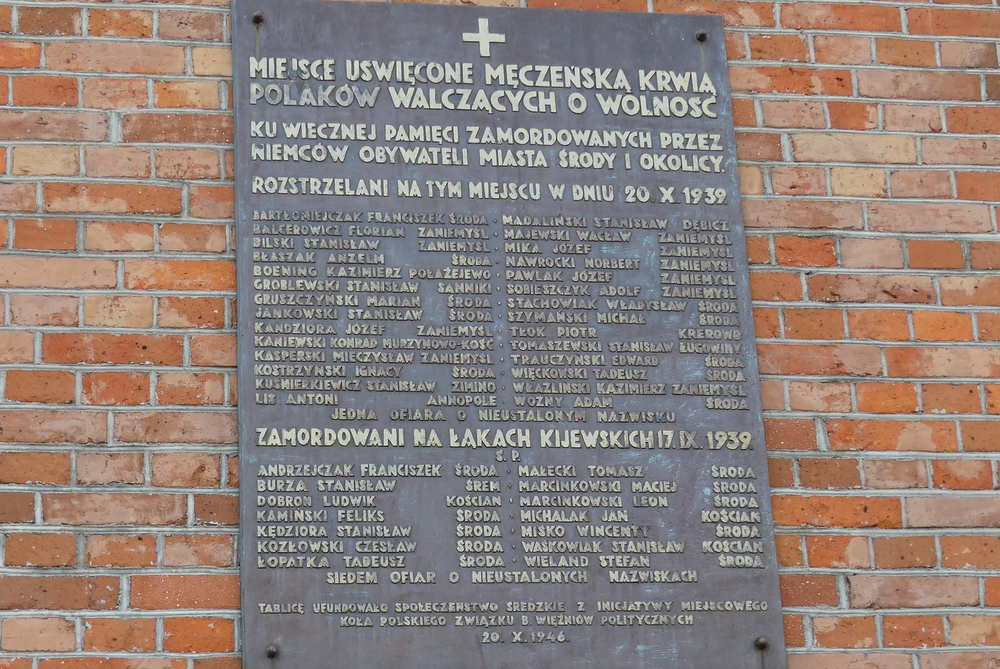 MIEJSCE UŚWIĘCONE MĘCZEŃSKĄ KRWIĄ
POLAKÓW WALCZĄCYCH O WOLNOŚĆ
KU WIECZNEJ PAMIĘCI ZAMORDOWANYCH PRZEZ
NIEMCÓW OBYWATELI MIASTA ŚRODY I OKOLICY.
ROZSTRZELANI NA TYM MIEJSCU W DNIU 20.X.1939
BARTŁOMIEJCZAK FRANCISZEK ŚRODA · MADALIŃSKI STANISŁAW DĘBICZ
BALCEROWICZ FLORIAN ZANIEMYŚL · MAJEWSKI WACŁAW ZANIEMYŚL
BILSKI STANISŁAW ZANIEMYŚL · MIKA JÓZEF ZANIEMYŚL
BŁASZAK ANZELM ŚRODA · NAWROCKI NORBERT ZANIEMYŚL
BOENING KAZIMIERZ POŁAŻEJEWO · PAWLAK JÓZEF ZANIEMYŚL
GROBLEWSKI STEFAN SANNIKI · SOBIESZCZYK ADOLF ZANIEMYŚL
GRUSZCZYŃSKI MARIAN ŚRODA · STACHOWIAK WŁADYSŁAW ŚRODA
JANKOWSKI STANISŁAW ŚRODA · SZYMAŃSKI MICHAŁ ŚRODA
KANDZIORA JÓZEF ZANIEMYŚL · TŁOK PIOTR KREROWO
KANIEWSKI KONRAD MURZYNOWO-KOŚĆ · TOMASZEWSKI STANISŁAW ŁUGOWINY
KASPERSKI MIECZYSŁAW ZANIEMYŚL · TRAUCZYŃSKI EDWARD ŚRODA
KOSTRZYŃSKI IGNACY ŚRODA · WIĘCKOWSKI TADEUSZ ŚRODA
KUŚNIERKIEWICZ STANISŁAW ZIMINO · WŁAŹLIŃSKI KAZIMIERZ ZANIEMYŚL
LIS ANTONI ANNOPOLE · WOŹNY ADAM ŚRODA
JEDNA OFIARA O NIEUSTALONYM NAZWISKU
ZAMORDOWANI NA ŁĄKACH KIJEWSKICH 17.IX.1939
Ś.P.
ANDRZEJCZAK FRANCISZEK ŚRODA · MAŁECKI TOMASZ ŚRODA
BURZA STANISŁAW ŚREM · MARCINKOWSKI MACIEJ ŚRODA
DOBROŃ LUDWIK KOŚCIAN · MARCINKOWSKI LEON ŚRODA
KAMIŃSKI FELIKS ŚRODA · MICHALAK JAN KOŚCIAN
KĘDZIORA STANISŁAW ŚRODA · MISKO WINCENTY ŚRODA
KOZŁOWSKI CZESŁAW ŚRODA · WASKOWIAK STANISŁAW KOŚCIAN
ŁOPATKA TADEUSZ ŚRODA · WIELAND STEFAN ŚRODA
SIEDEM OFIAR O NIEUSTALONYCH NAZWISKACH
TABLICĘ UFUNDOWAŁO SPOŁECZEŃSTWO ŚREDZKIE Z INICJATYWY MIEJSCOWEGO
KOŁA POLSKIEGO ZWIĄZKU B WIĘŹNIÓW POLITYCZNYCH
20.X.1946.